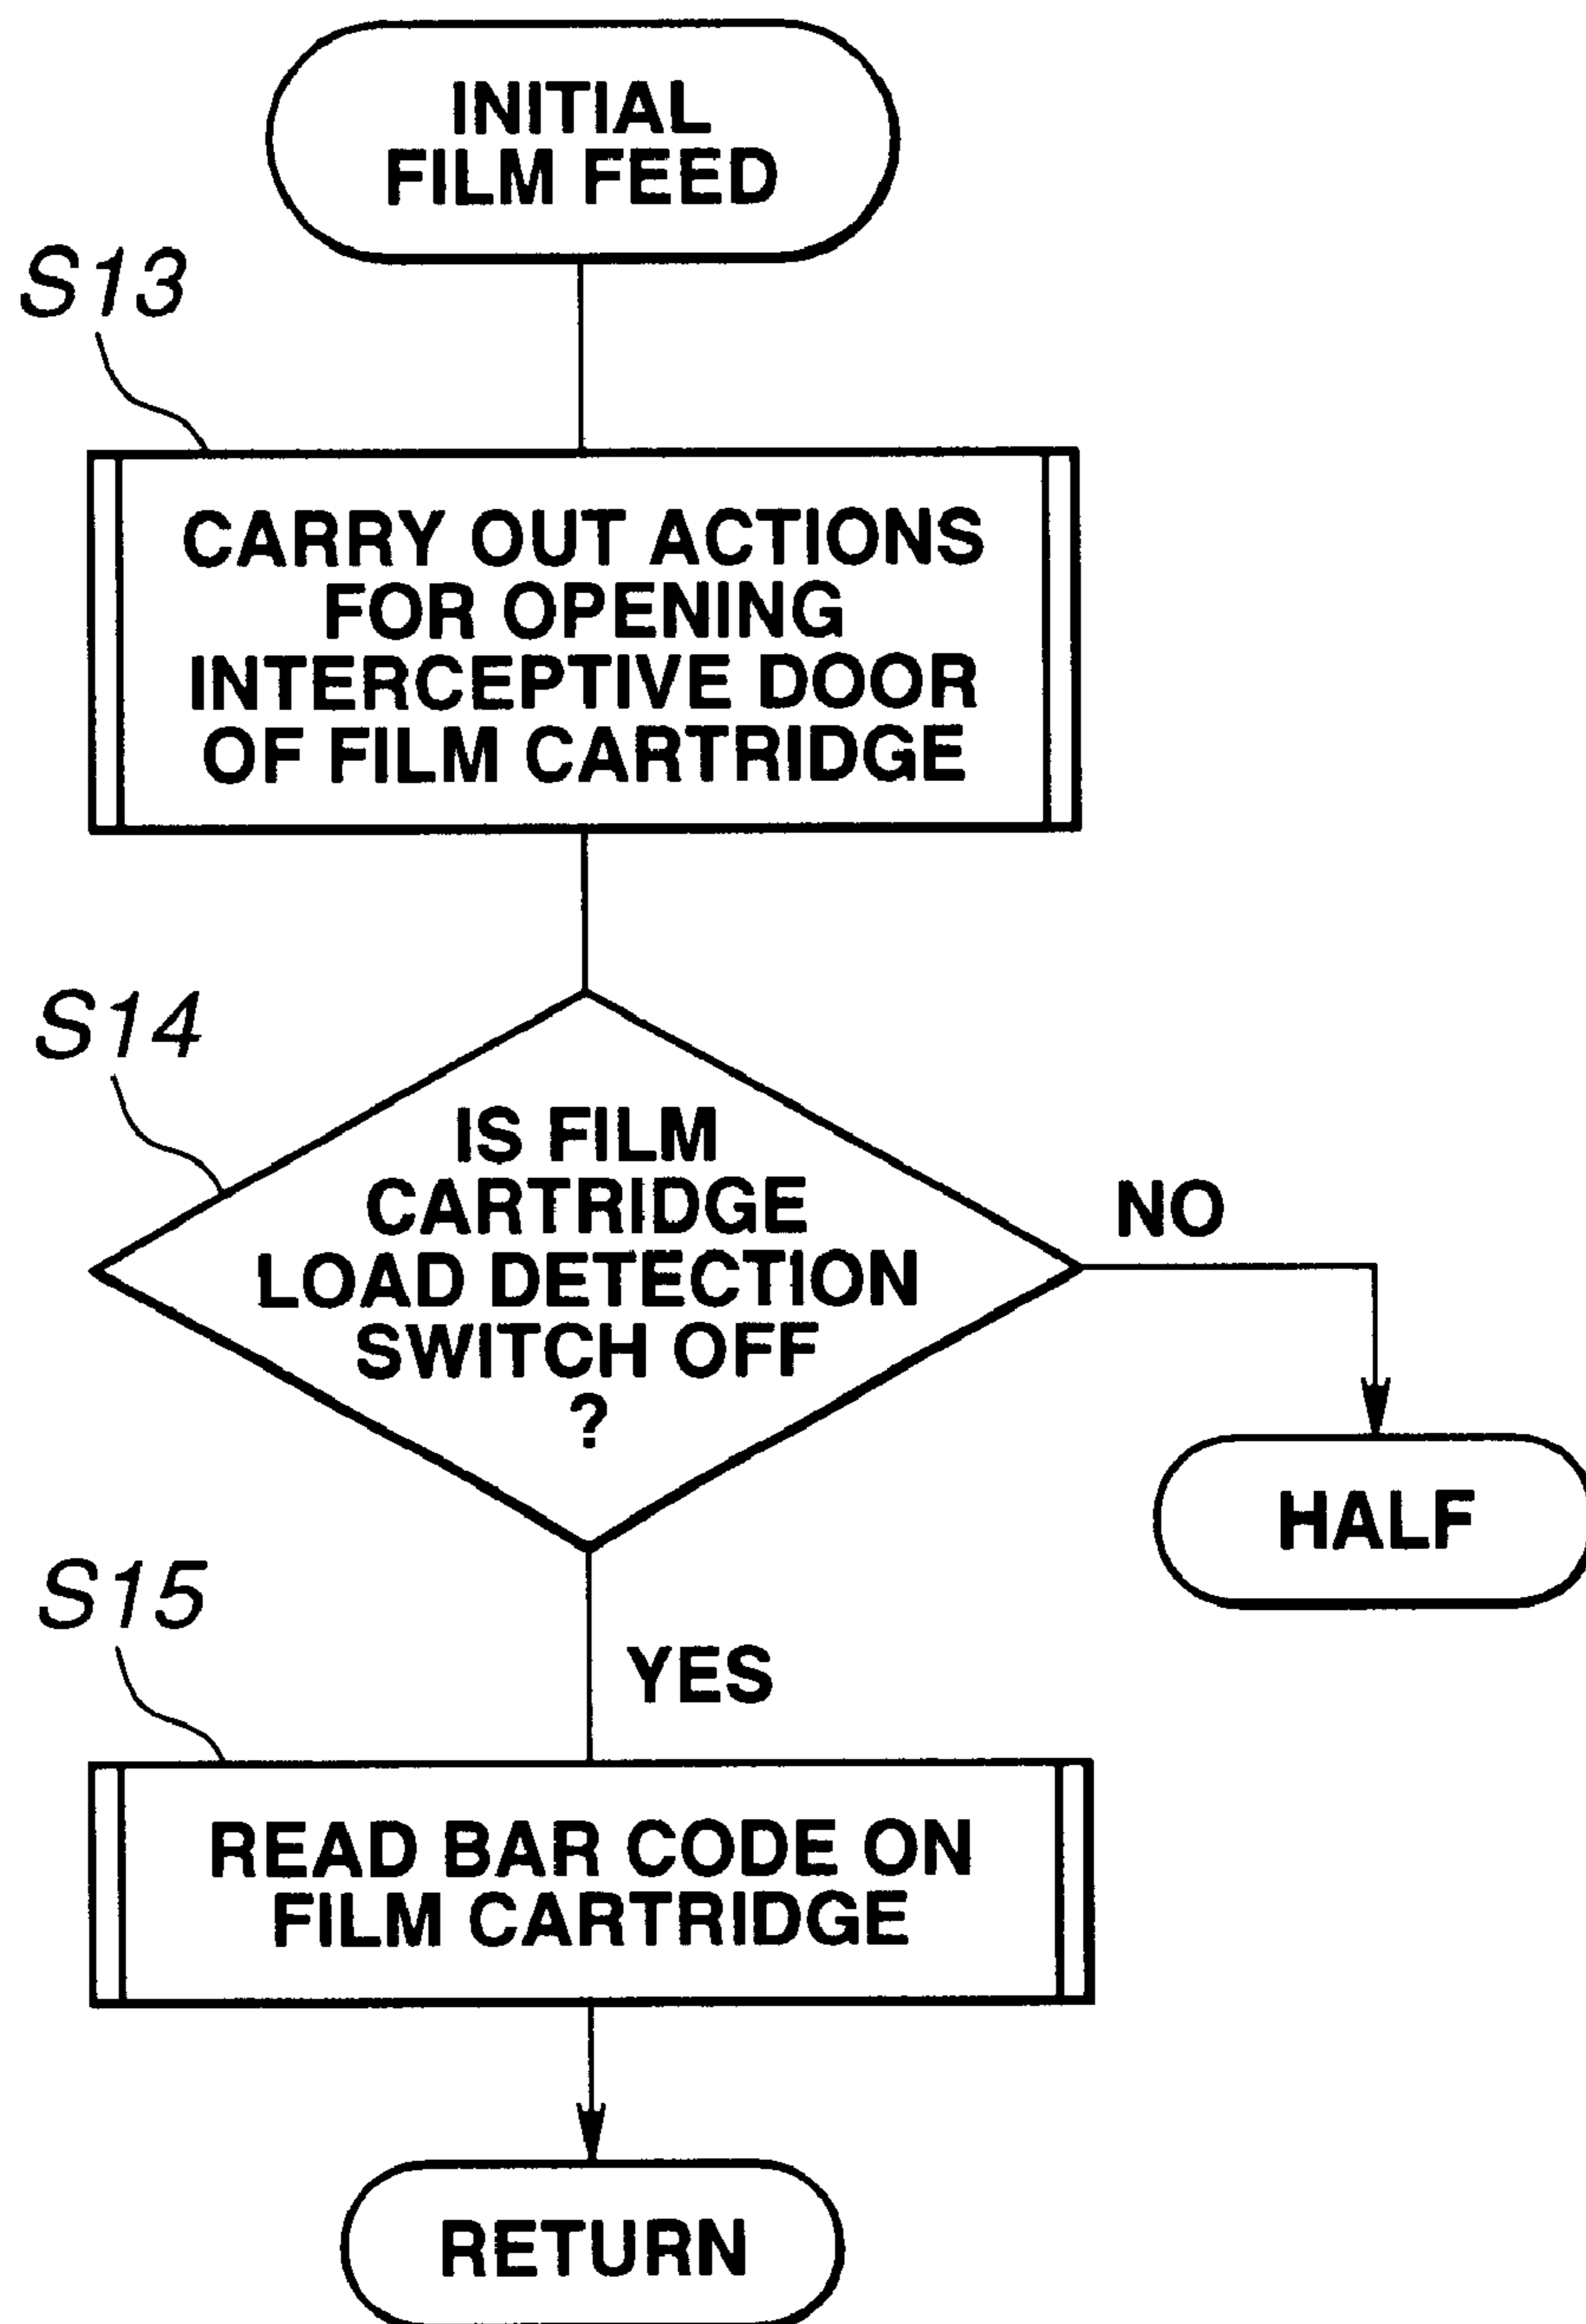 INITIAL
FILM FEED
S13
CARRY OUT ACTIONS
FOR OPENING
INTERCEPTIVE DOOR
OF FILM CARTRIDGE
S14
IS FILM
CARTRIDGE
LOAD DETECTION
SWITCH OFF
?
NO
HALF
S15
YES
READ BAR CODE ON
FILM CARTRIDGE
RETURN